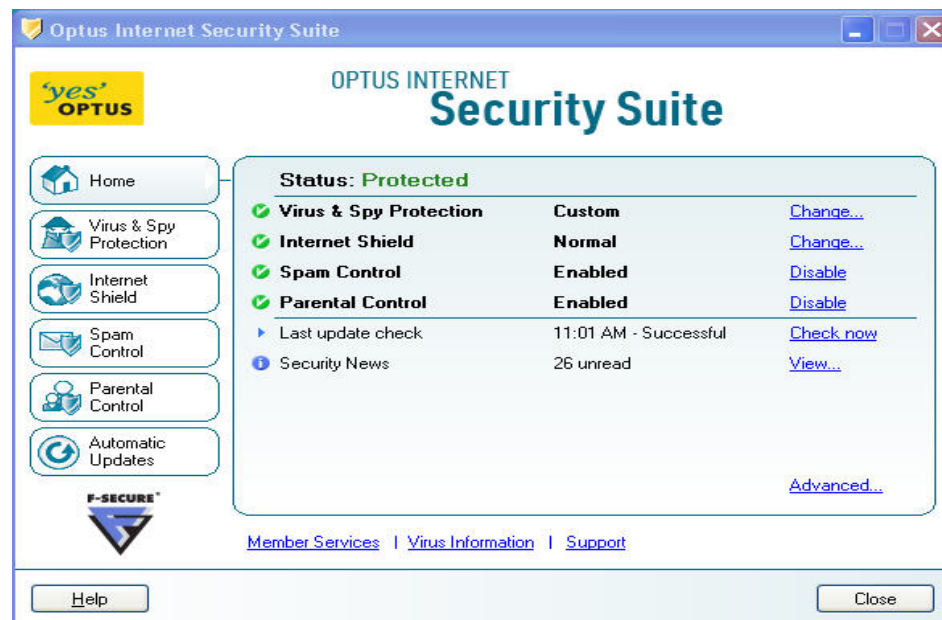 Optus Internet Security Suite
'yes'
OPTUS
OPTUS INTERNET
Security Suite
Home
Virus & Spy
Protection
Internet
Shield
Spam
Control
Parental
Control
Automatic
Updates
F-SECURE
Status: Protected
Virus & Spy Protection Custom Change...
Internet Shield Normal Change...
Spam Control Enabled Disable
Parental Control Enabled Disable
Last update check 11:01 AM - Successful Check now
Security News 26 unread View...
Advanced...
Member Services | Virus Information | Support
Help Close